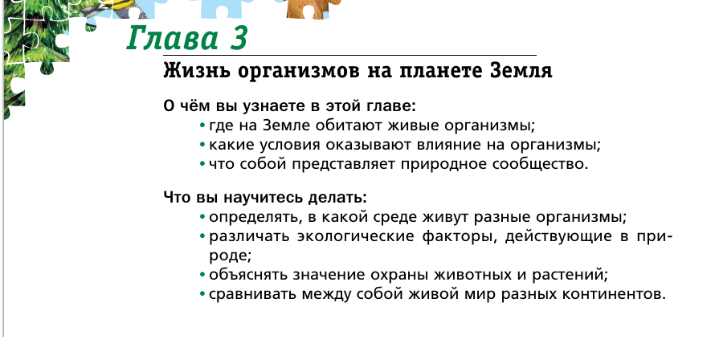 Глава 3
Жизнь организмов на планете Земля
О чём вы узнаете в этой главе:
• где на Земле обитают живые организмы;
• какие условия оказывают влияние на организмы;
• что собой представляет природное сообщество.
Что вы научитесь делать:
• определять, в какой среде живут разные организмы;
• различать экологические факторы, действующие в при-
роде;
• объяснять значение охраны животных и растений;
• сравнивать между собой живой мир разных континентов.